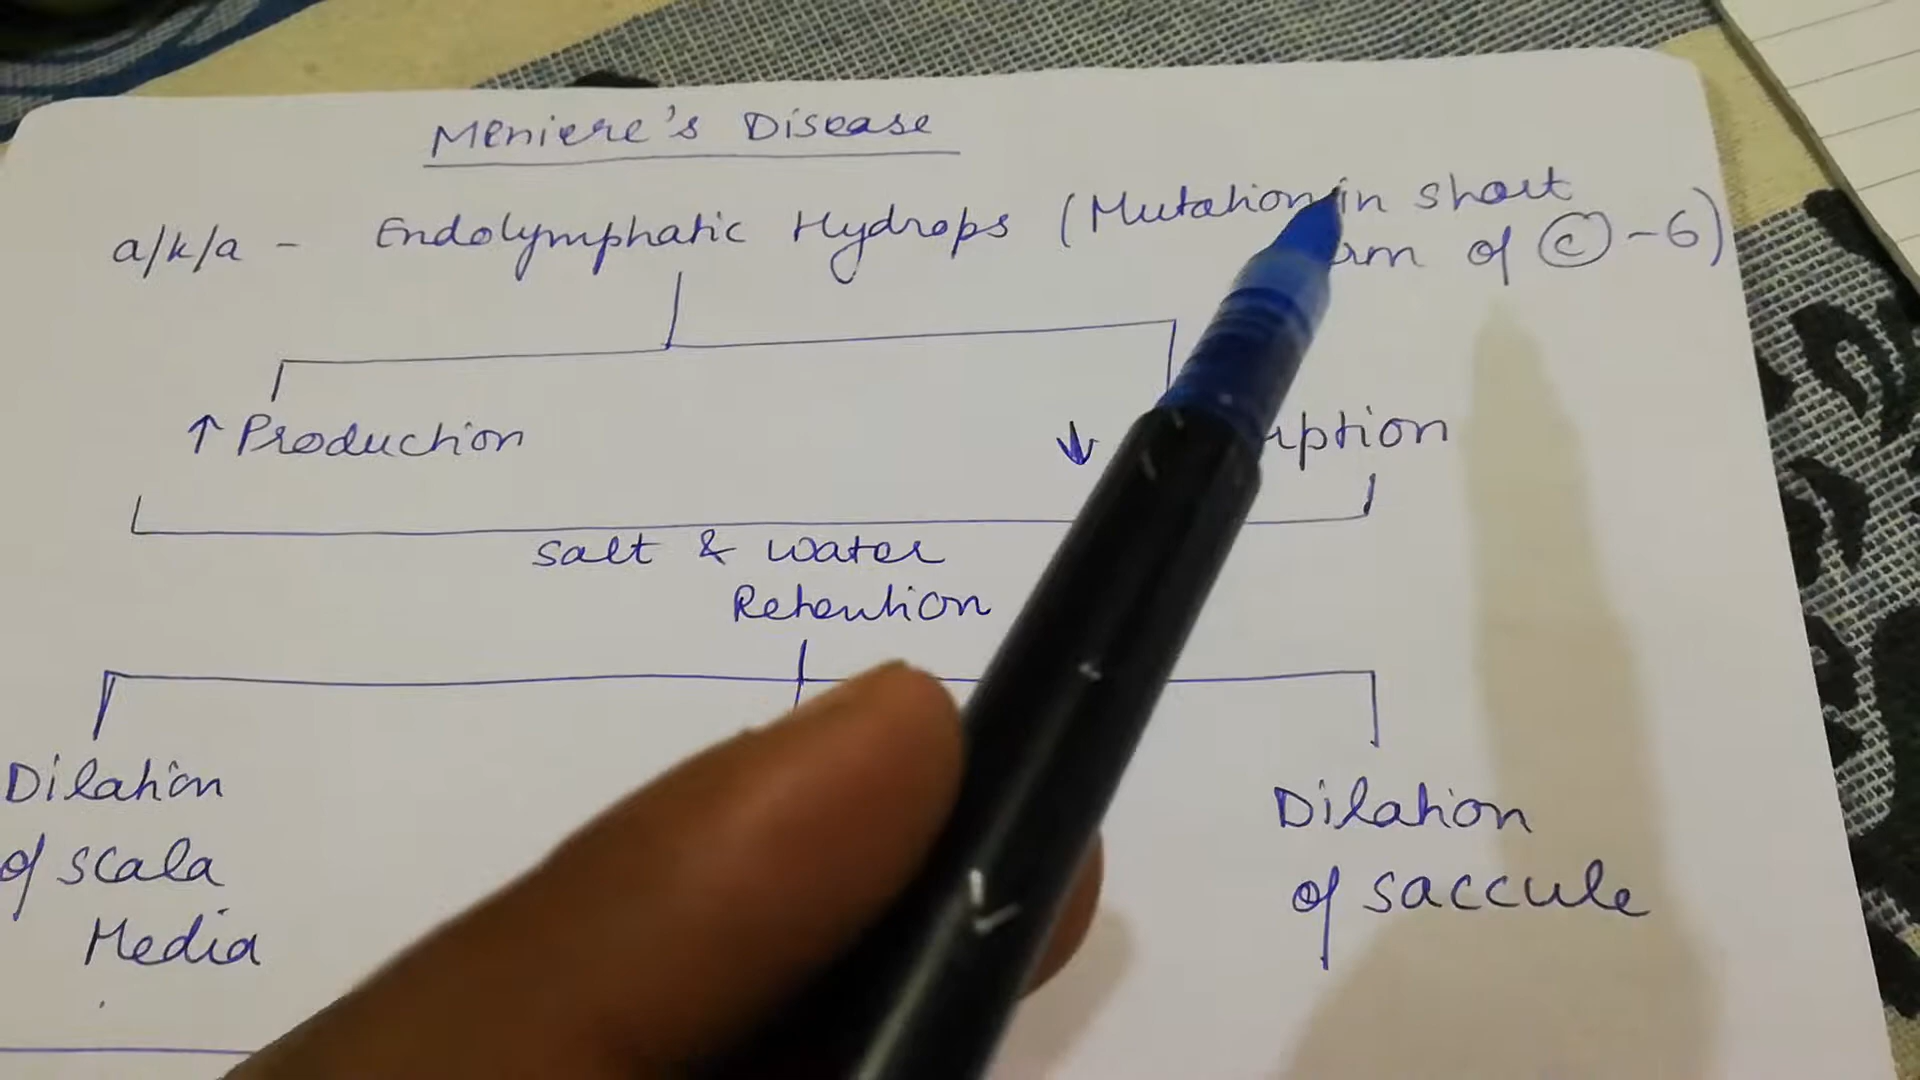 Meniere's Disease
a/k/a - Endolymphatic Hydrops (Mutation in short
of ⓒ-6)
↑ Production ↓
Salt & water
Retention
Dilation
of scala
Media
Dilation
of saccule